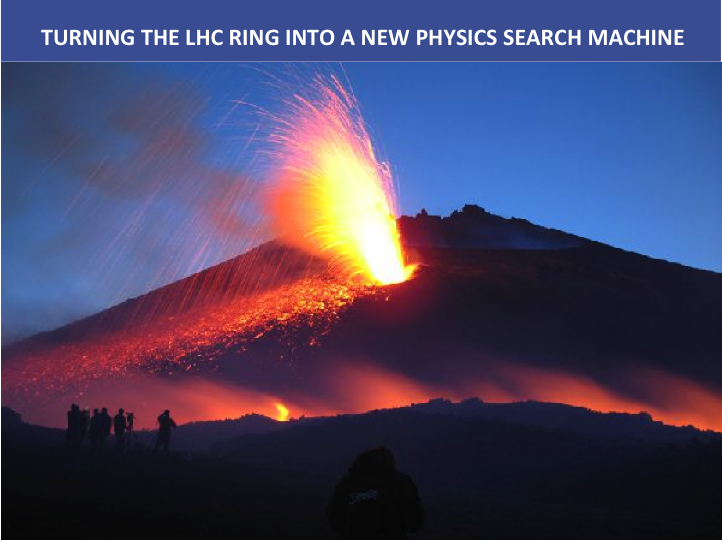 TURNING THE LHC RING INTO A NEW PHYSICS SEARCH MACHINE